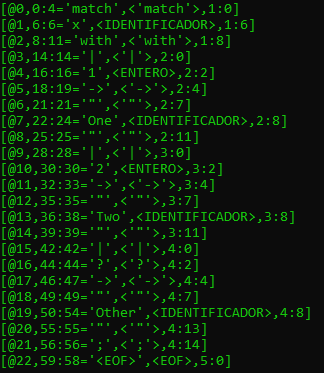 [@0,0:4='match',<'match'>,1:0]
[@1,6:6='x',<IDENTIFICADOR>,1:6]
[@2,8:11='with',<'with'>,1:8]
[@3,14:14='|',<'|'>,2:0]
[@4,16:16='1',<ENTERO>,2:2]
[@5,18:19='->',<'->'>,2:4]
[@6,21:21='"',<'"'>,2:7]
[@7,22:24='One',<IDENTIFICADOR>,2:8]
[@8,25:25='"',<'"'>,2:11]
[@9,28:28='|',<'|'>,3:0]
[@10,30:30='2',<ENTERO>,3:2]
[@11,32:33='->',<'->'>,3:4]
[@12,35:35='"',<'"'>,3:7]
[@13,36:38='Two',<IDENTIFICADOR>,3:8]
[@14,39:39='"',<'"'>,3:11]
[@15,42:42='|',<'|'>,4:0]
[@16,44:44='?',<'?'>,4:2]
[@17,46:47='->',<'->'>,4:4]
[@18,49:49='"',<'"'>,4:7]
[@19,50:54='Other',<IDENTIFICADOR>,4:8]
[@20,55:55='"',<'"'>,4:13]
[@21,56:56=';',<';'>,4:14]
[@22,59:58='<EOF>',<EOF>,5:0]